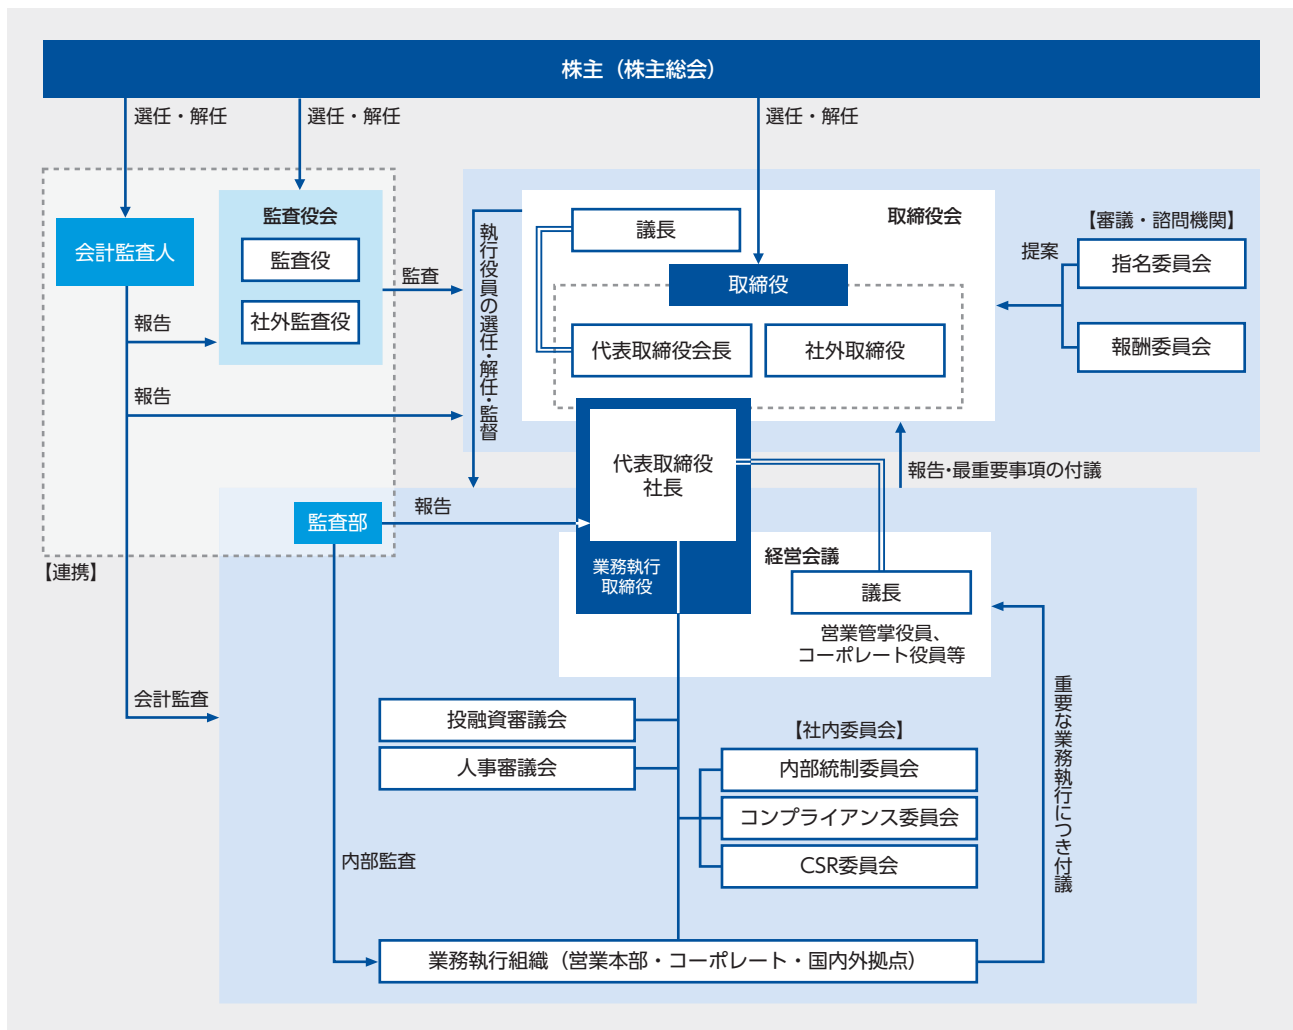 株主（株主総会）
選任・解任
選任・解任
選任・解任
会計監査人
監査役会
監査役
社外監査役
監査
報告
報告
執行役員の選任・解任・監督
取締役会
議長
取締役
代表取締役会長
社外取締役
【審議・諮問機関】
提案
指名委員会
報酬委員会
代表取締役
社長
業務執行
取締役
報告・最重要事項の付議
監査部
報告
【連携】
経営会議
議長
営業管掌役員、
コーポレート役員等
会計監査
投融資審議会
人事審議会
【社内委員会】
内部統制委員会
コンプライアンス委員会
CSR委員会
内部監査
重要な業務執行につき付議
業務執行組織（営業本部・コーポレート・国内外拠点）